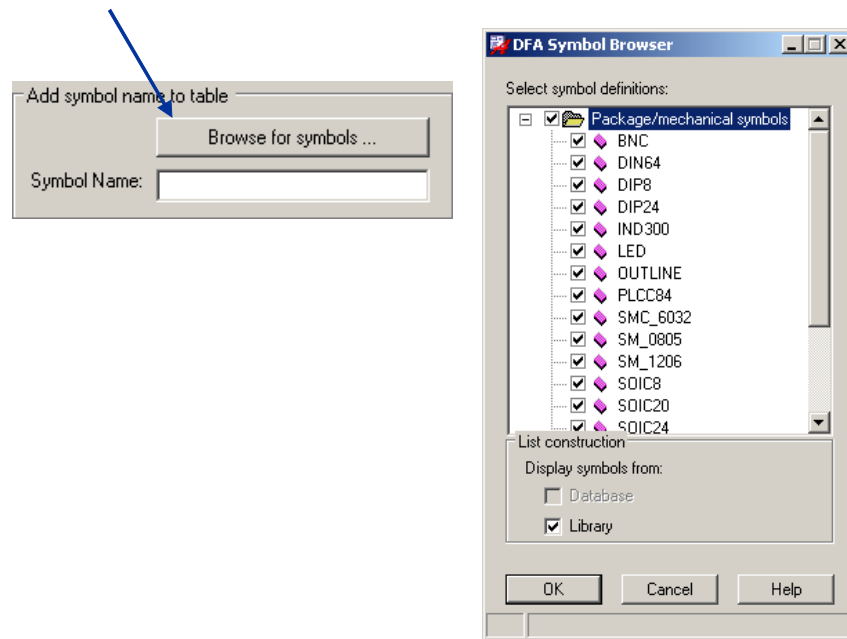 Add symbol name to table
Browse for symbols ...
Symbol Name:
DFA Symbol Browser
Select symbol definitions:
Package/mechanical symbols
BNC
DIN64
DIP8
DIP24
IND300
LED
OUTLINE
PLCC84
SMC_6032
SM_0805
SM_1206
SOIC8
SOIC20
SOIC24
List construction
Display symbols from:
Database
Library
OK
Cancel
Help